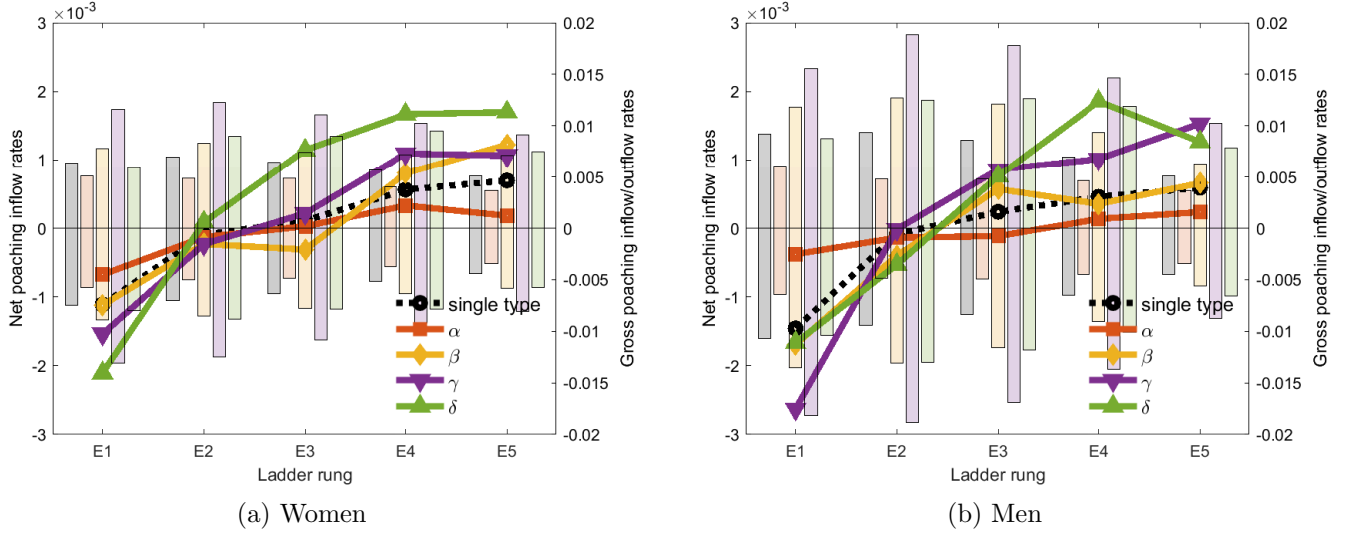 ×10⁻³
3
2
1
0
-1
-2
-3
Net poaching inflow rates
0.02
0.015
0.01
0.005
0
-0.005
-0.01
-0.015
-0.02
Gross poaching inflow/outflow rates
single type
α
β
γ
δ
E1 E2 E3 E4 E5
Ladder rung
(a) Women
×10⁻³
3
2
1
0
-1
-2
-3
Net poaching inflow rates
0.02
0.015
0.01
0.005
0
-0.005
-0.01
-0.015
-0.02
Gross poaching inflow/outflow rates
single type
α
β
γ
δ
E1 E2 E3 E4 E5
Ladder rung
(b) Men